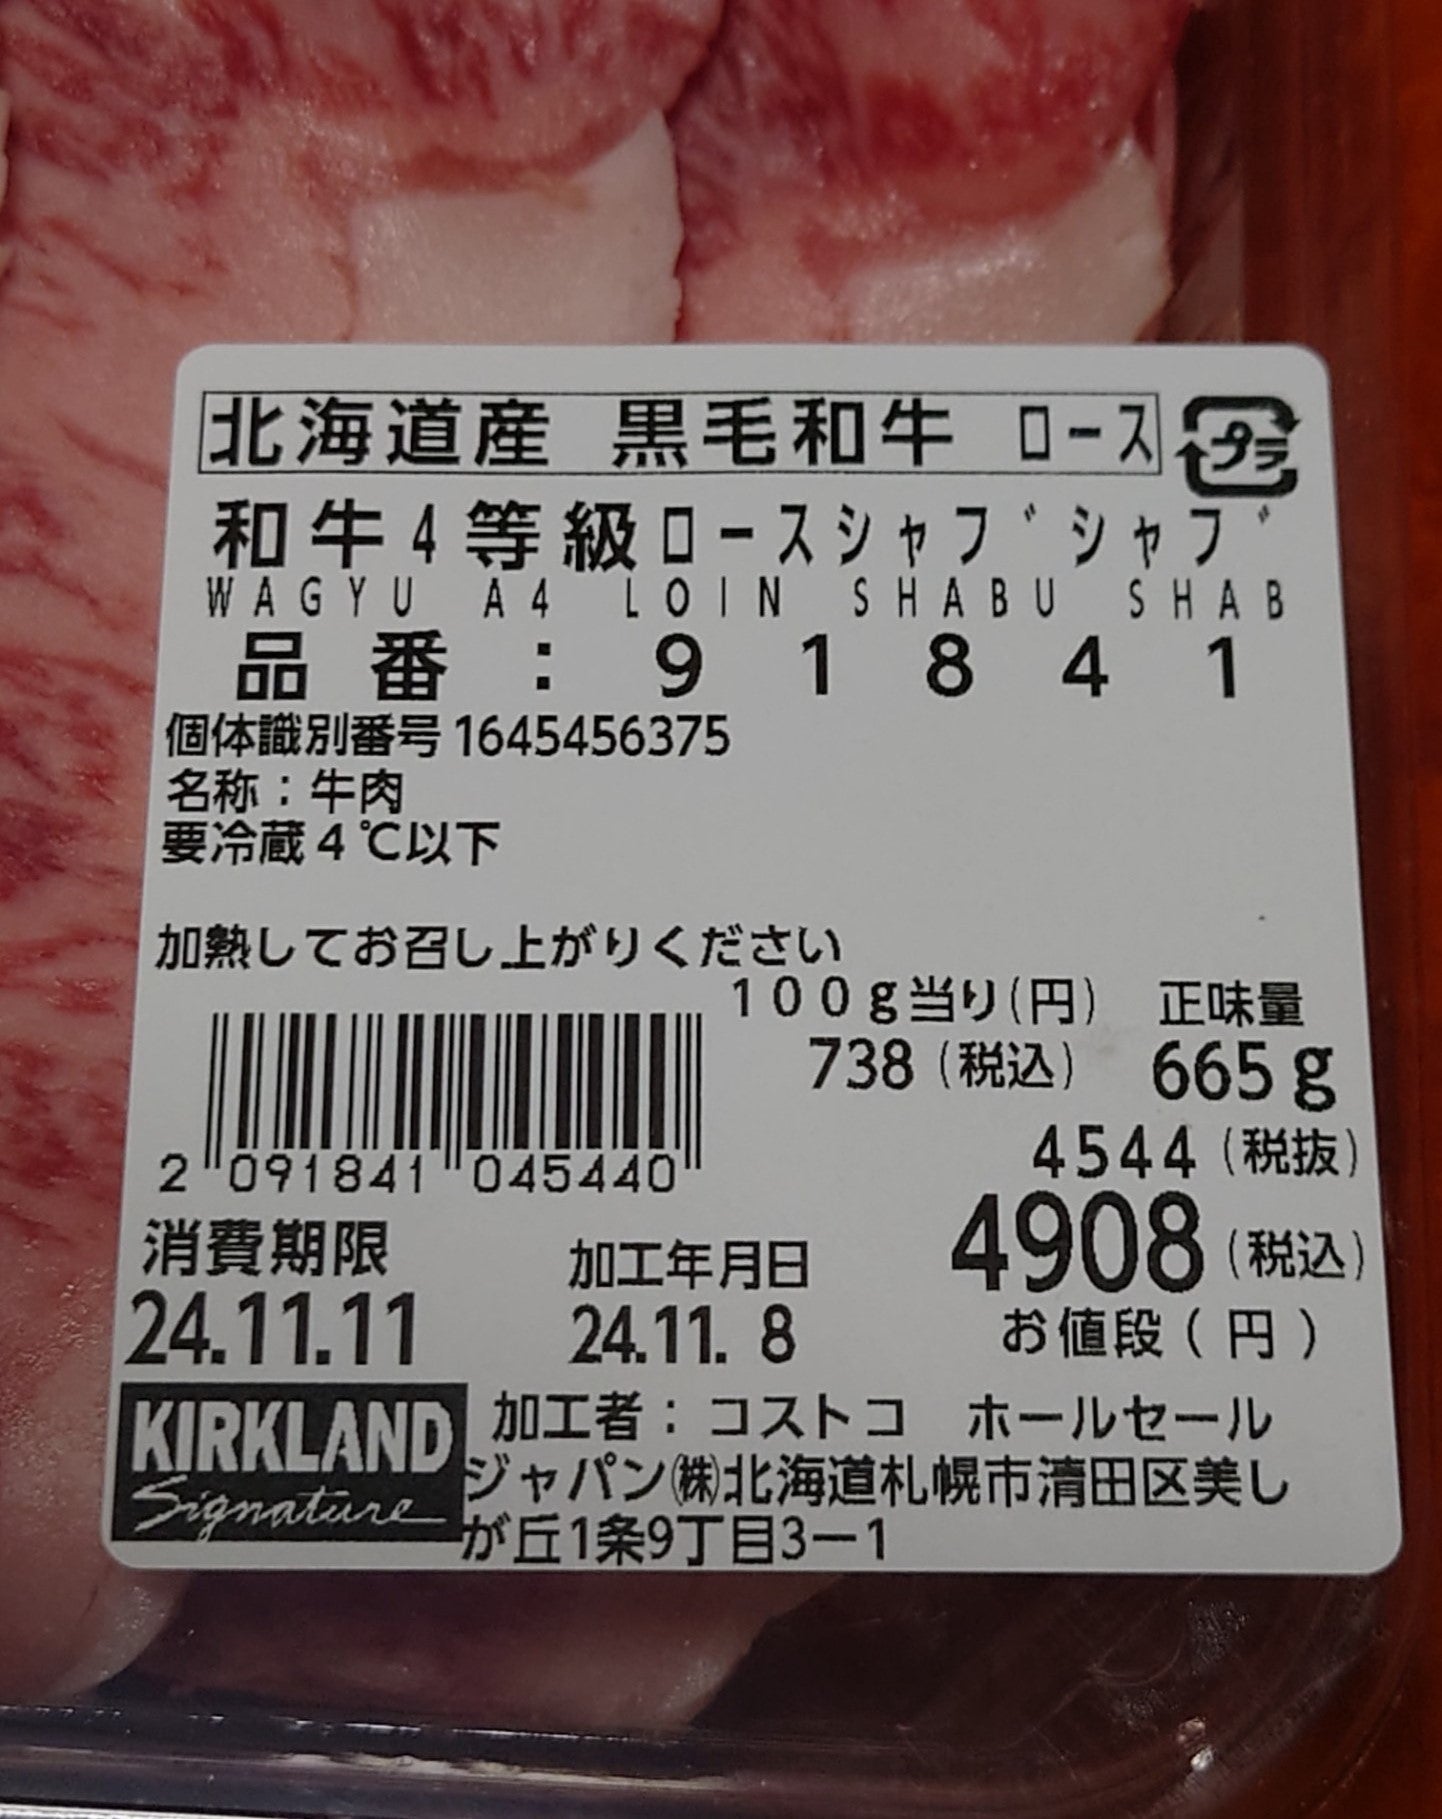 北海道産 黒毛和牛 ロース
プラ
和牛4等級ロースシャブシャブ
WAGYU A4 LOIN SHABU SHAB
品番:91841
個体識別番号1645456375
名称:牛肉
要冷蔵4℃以下
加熱してお召し上がりください
100g当り(円) 正味量
738(税込) 665g
4544(税抜)
2 091841 045440
4908(税込)
お値段(円)
消費期限 加工年月日
24.11.11 24.11. 8
KIRKLAND
Signature
加工者:コストコ ホールセール
ジャパン㈱北海道札幌市清田区美し
が丘1条9丁目3ー1